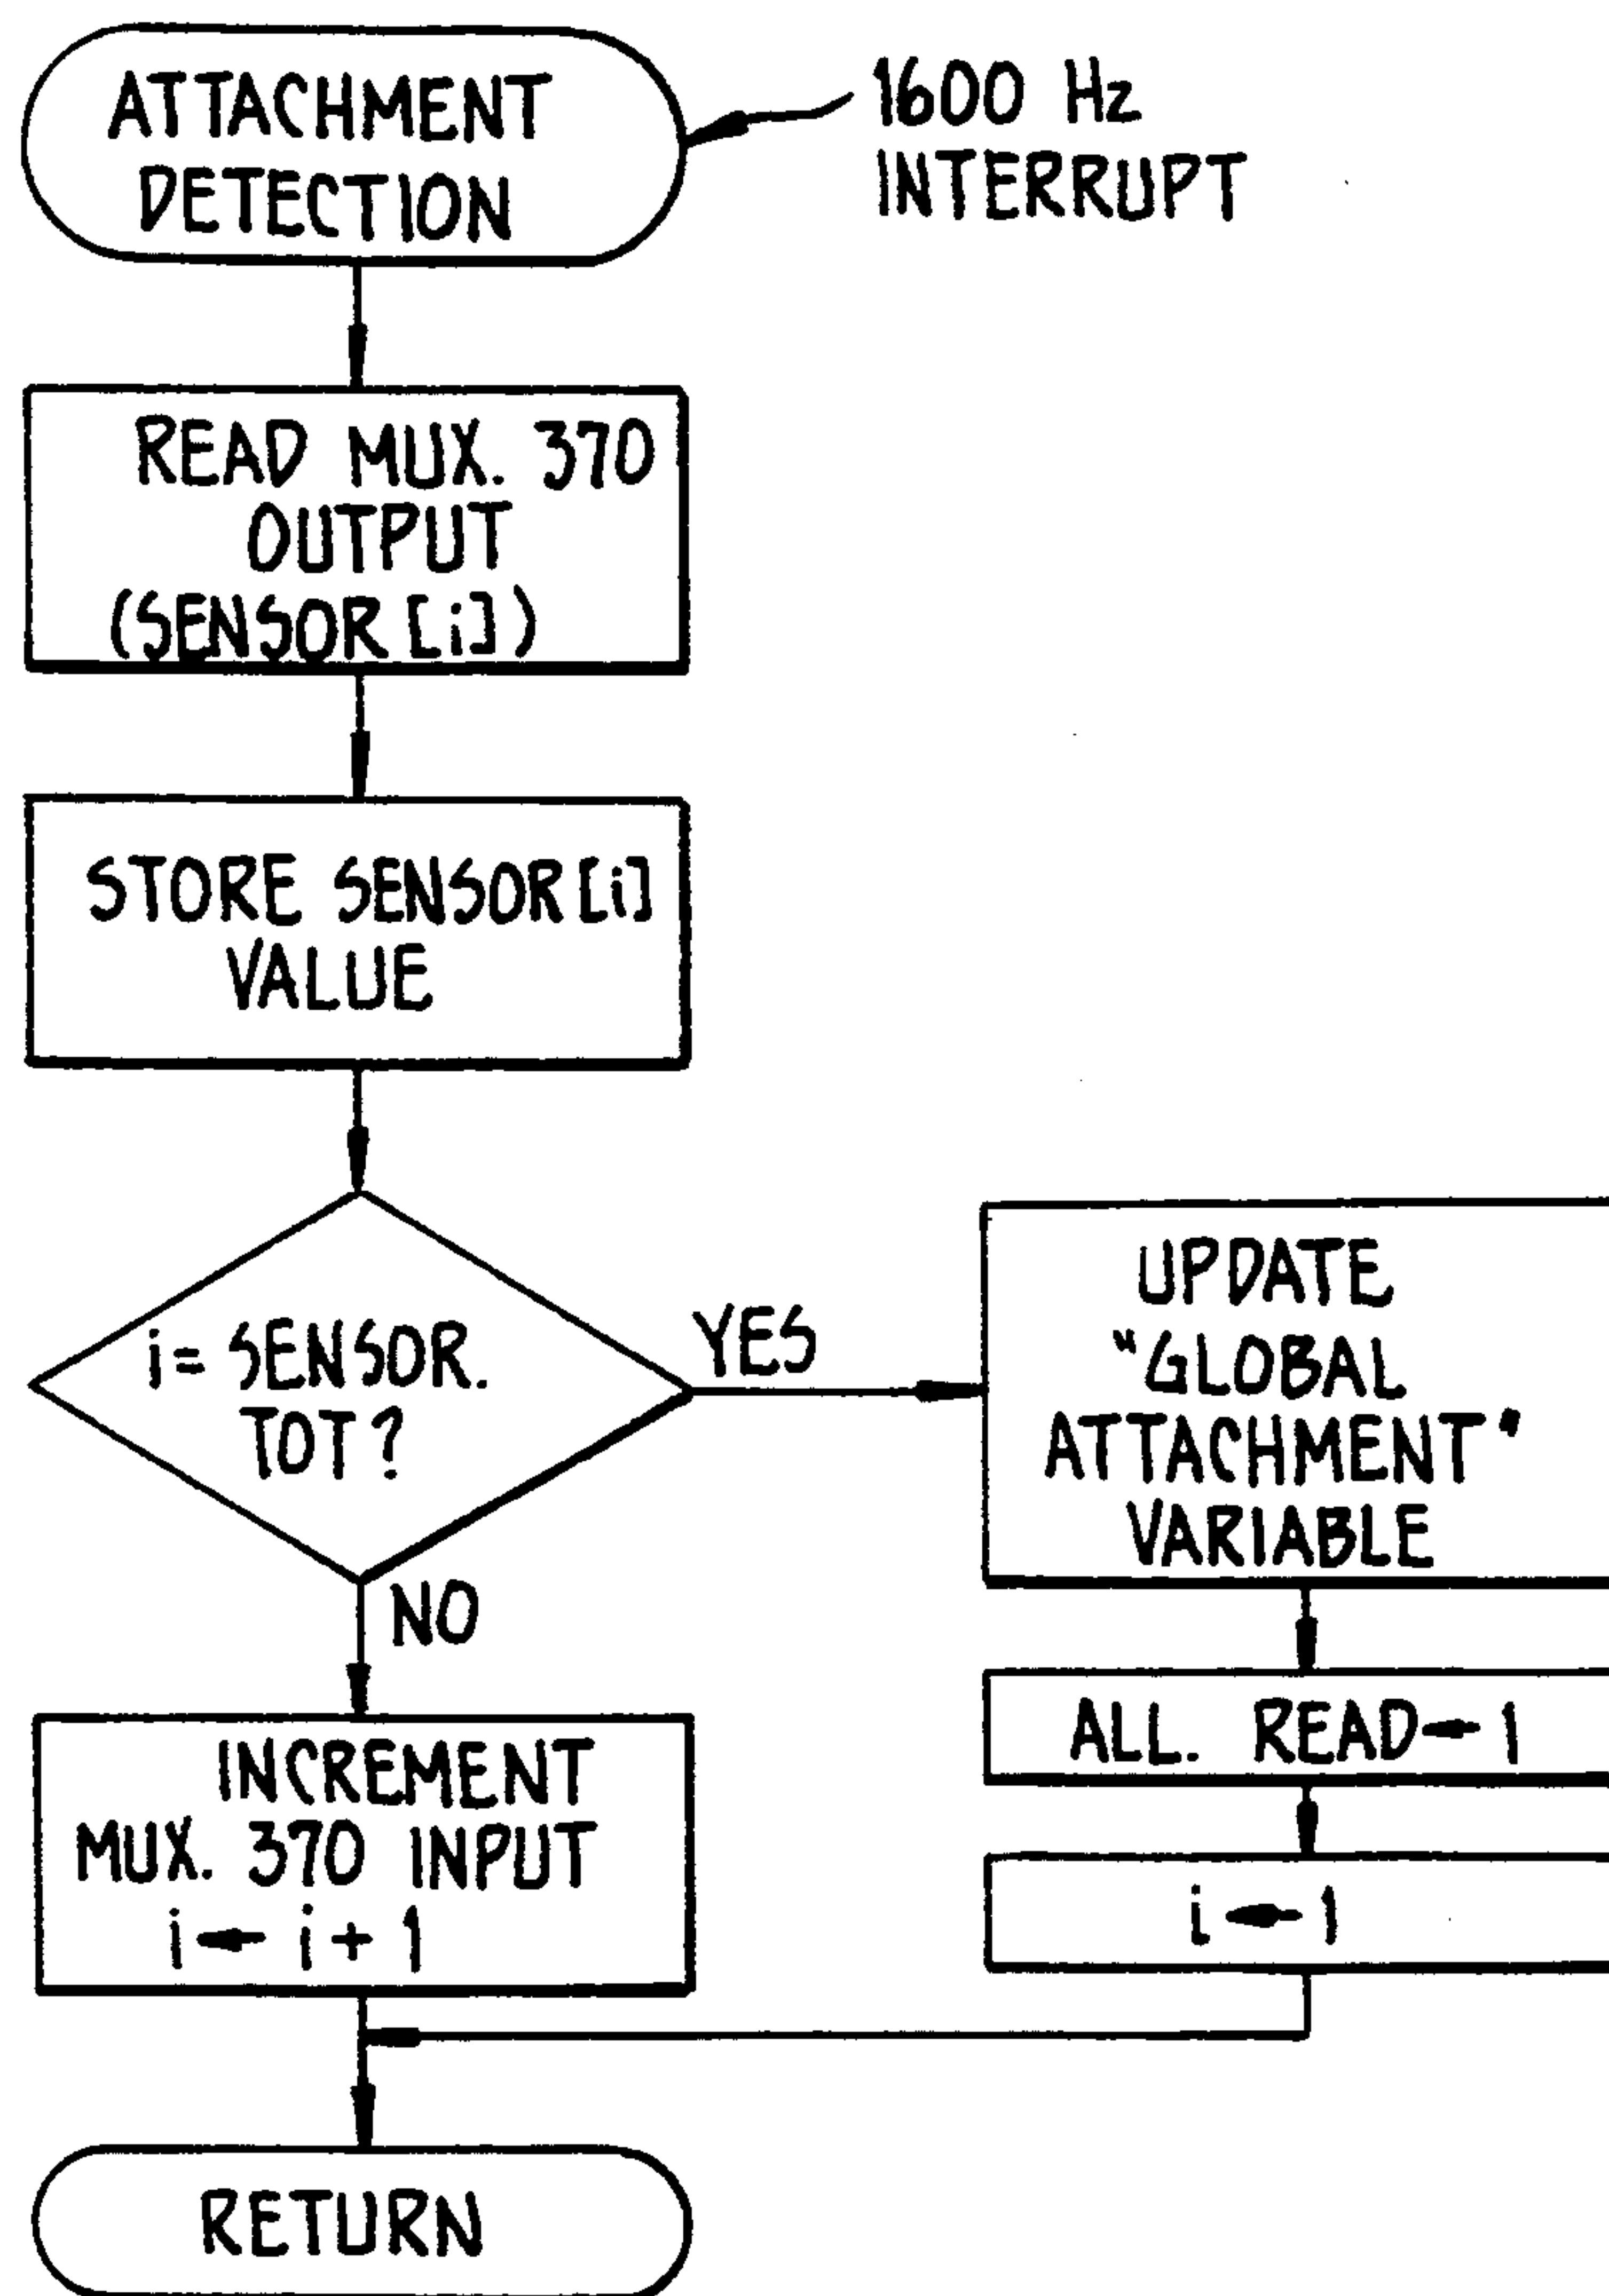 ATTACHMENT
DETECTION
1600 Hz
INTERRUPT
READ MUX. 370
OUTPUT
(SENSOR [i])
STORE SENSOR [i]
VALUE
i = SENSOR.
TOT?
YES
NO
UPDATE
"GLOBAL
ATTACHMENT"
VARIABLE
ALL. READ ← 1
i ← 1
INCREMENT
MUX. 370 INPUT
i ← i + 1
RETURN